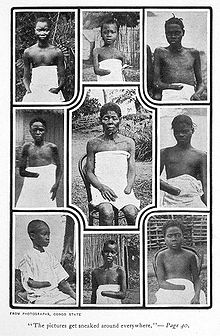 FROM PHOTOGRAPHS, CONGO STATE
"The pictures get sneaked around everywhere."—Page 40.